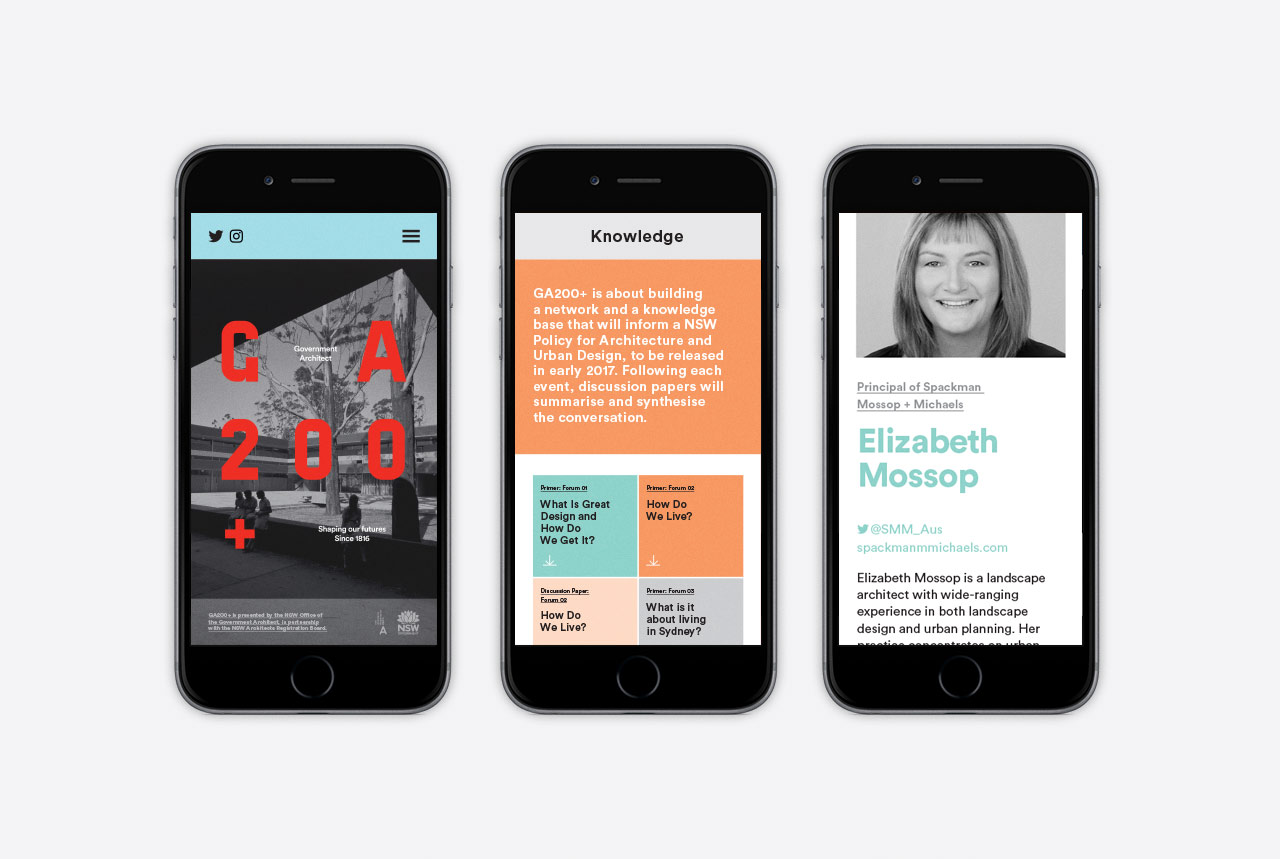 G A
Government
Architect
2 0 0
+
Shaping our futures
Since 1816
GA200+ is presented by the NSW Office of
the Government Architect, in partnership
with the NSW Architects Registration Board.
A
NSW
Knowledge
GA200+ is about building
a network and a knowledge
base that will inform a NSW
Policy for Architecture and
Urban Design, to be released
in early 2017. Following each
event, discussion papers will
summarise and synthesise
the conversation.
Primer: Forum 01
What Is Great
Design and
How Do
We Get It?
Primer: Forum 02
How Do
We Live?
Discussion Paper:
Forum 02
How Do
We Live?
Primer: Forum 03
What is it
about living
in Sydney?
Principal of Spackman
Mossop + Michaels
Elizabeth
Mossop
@SMM_Aus
spackmanmmichaels.com
Elizabeth Mossop is a landscape
architect with wide-ranging
experience in both landscape
design and urban planning. Her
practice concentrates on urban